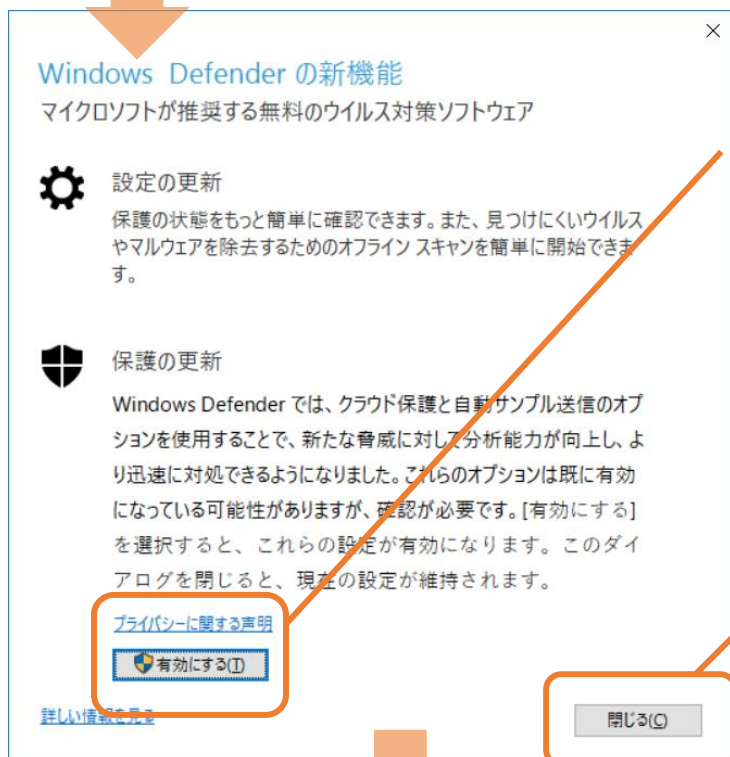 Windows Defender の新機能
マイクロソフトが推奨する無料のウイルス対策ソフトウェア
設定の更新
保護の状態をもっと簡単に確認できます。また、見つけにくいウイルス
やマルウェアを除去するためのオフライン スキャンを簡単に開始できま
す。
保護の更新
Windows Defender では、クラウド保護と自動サンプル送信のオプ
ションを使用することで、新たな脅威に対して分析能力が向上し、よ
り迅速に対処できるようになりました。これらのオプションは既に有効
になっている可能性がありますが、確認が必要です。[有効にする]
を選択すると、これらの設定が有効になります。このダイ
アログを閉じると、現在の設定が維持されます。
プライバシーに関する声明
有効にする(T)
詳しい情報を見る
閉じる(C)